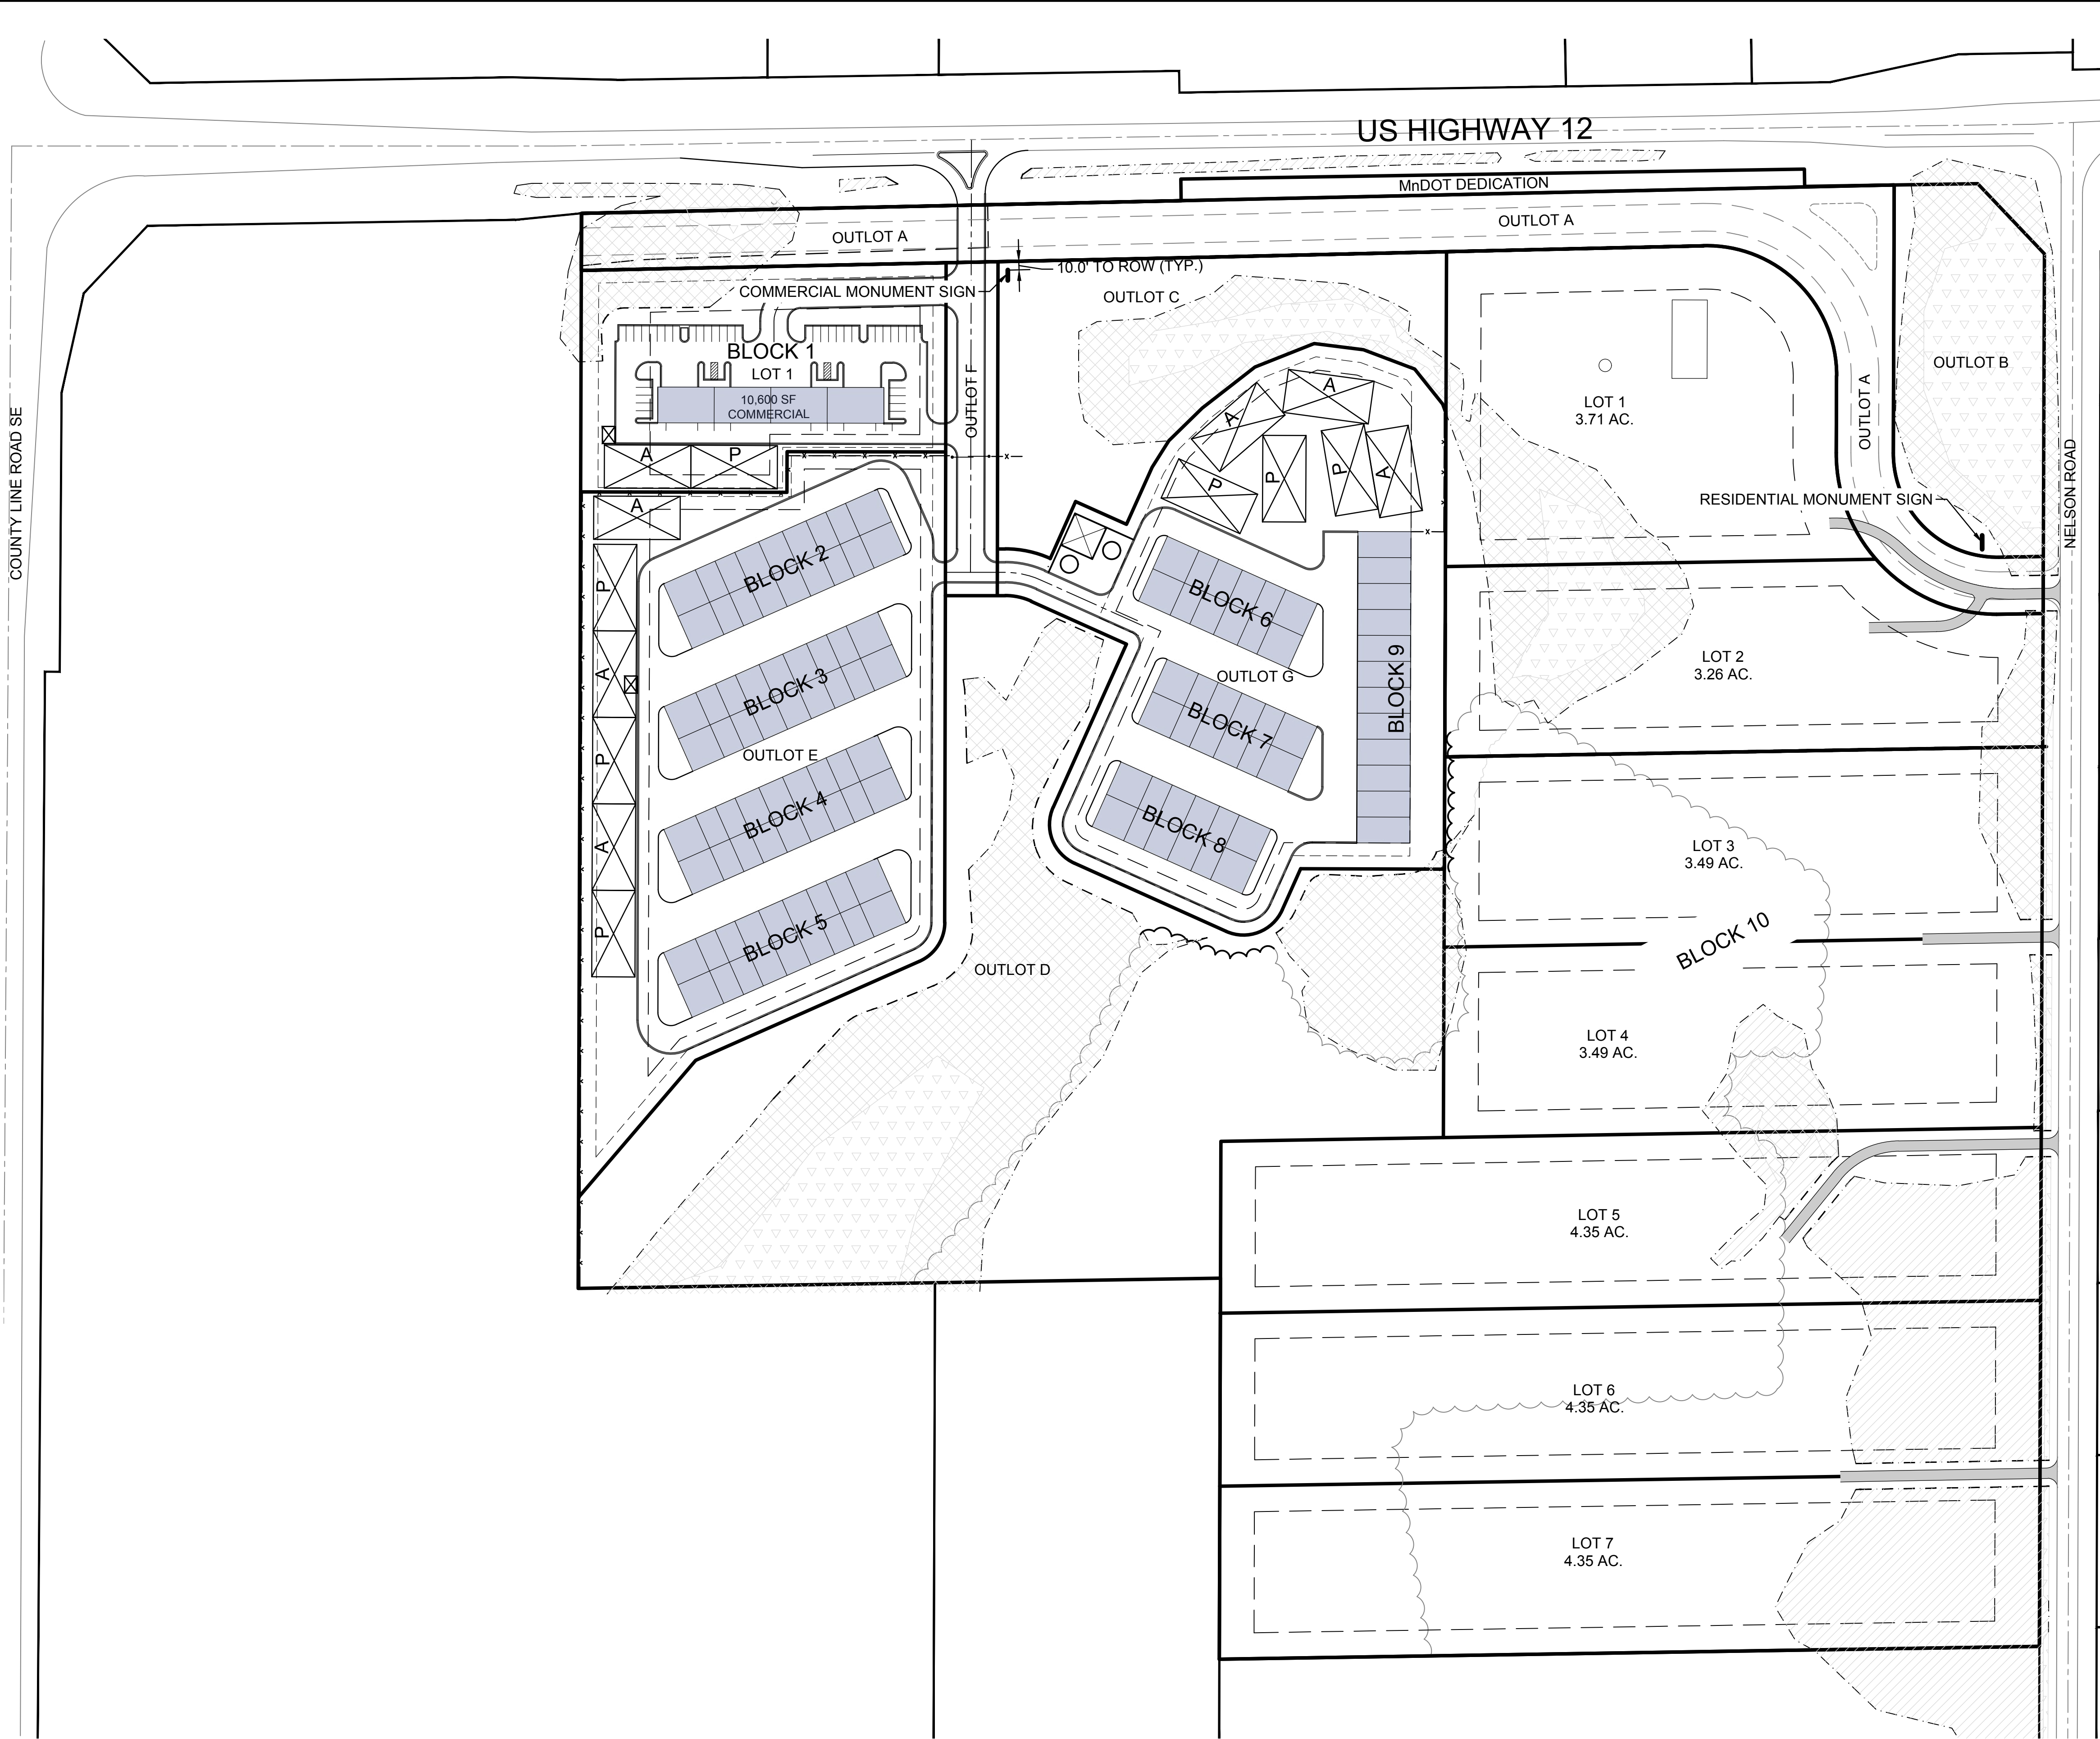 US HIGHWAY 12
MnDOT DEDICATION
OUTLOT A
OUTLOT A
10.0' TO ROW (TYP.)
COMMERCIAL MONUMENT SIGN
OUTLOT C
BLOCK 1
LOT 1
10,600 SF
COMMERCIAL
OUTLOT F
OUTLOT B
OUTLOT A
LOT 1
3.71 AC.
A
P
A
P
A
P
A
P
A
P
A
A
P
P
P
A
RESIDENTIAL MONUMENT SIGN
COUNTY LINE ROAD SE
NELSON ROAD
BLOCK 2
BLOCK 3
OUTLOT E
BLOCK 4
BLOCK 5
BLOCK 6
OUTLOT G
BLOCK 7
BLOCK 8
BLOCK 9
OUTLOT D
LOT 2
3.26 AC.
LOT 3
3.49 AC.
BLOCK 10
LOT 4
3.49 AC.
LOT 5
4.35 AC.
LOT 6
4.35 AC.
LOT 7
4.35 AC.